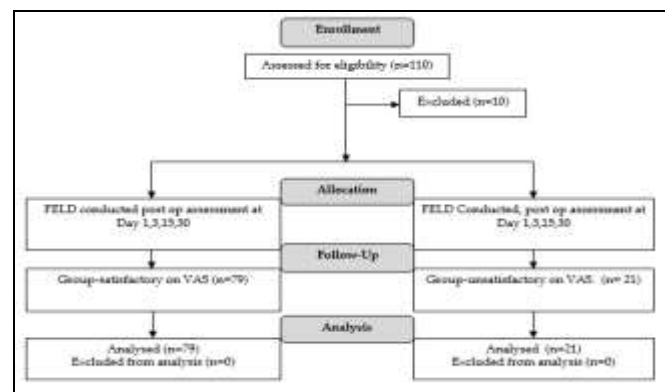 Enrollment
Assessed for eligibility (n=110)
Excluded (n=10)
Allocation
FELD conducted post op assessment at
Day 1,3,15,30
FELD Conducted, post op assessment at
Day 1,3,15,30
Follow-Up
Group-satisfactory on VAS (n=79)
Group-unsatisfactory on VAS. (n= 21)
Analysis
Analysed (n=79)
Excluded from analysis (n=0)
Analysed (n=21)
Excluded from analysis (n=0)